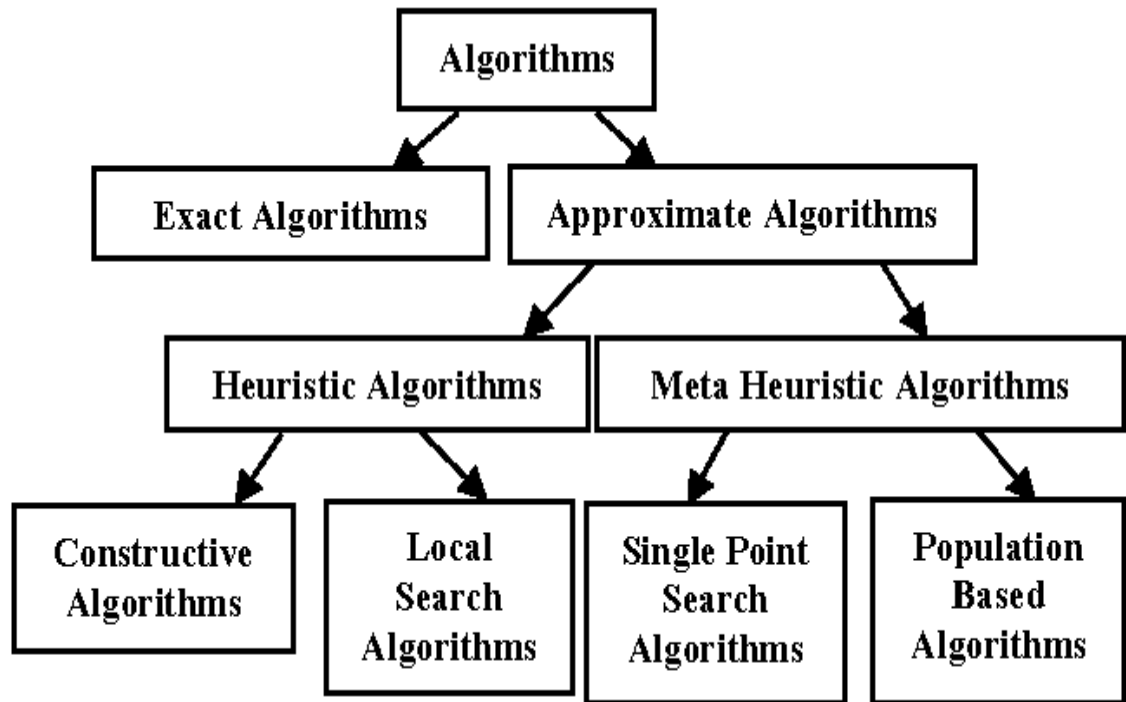 Algorithms
Exact Algorithms
Approximate Algorithms
Heuristic Algorithms
Meta Heuristic Algorithms
Constructive
Algorithms
Local
Search
Algorithms
Single Point
Search
Algorithms
Population
Based
Algorithms